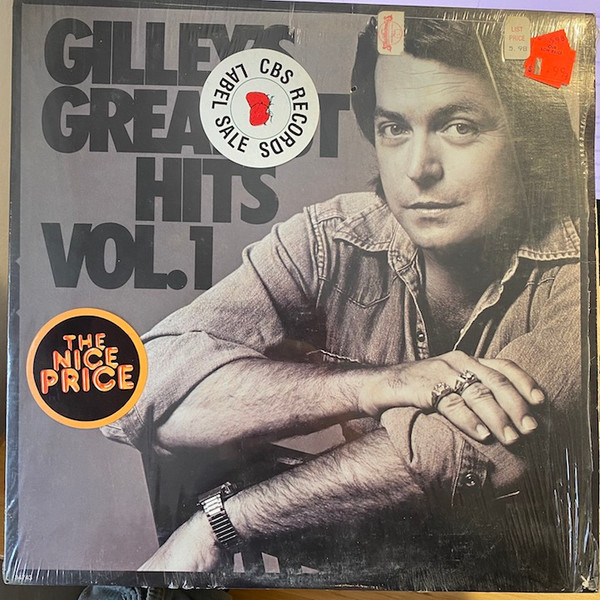 GILLEY'S
GREATEST
HITS
VOL.1
CBS RECORDS
LABEL SALE
THE
NICE
PRICE
LIST
PRICE
5.98